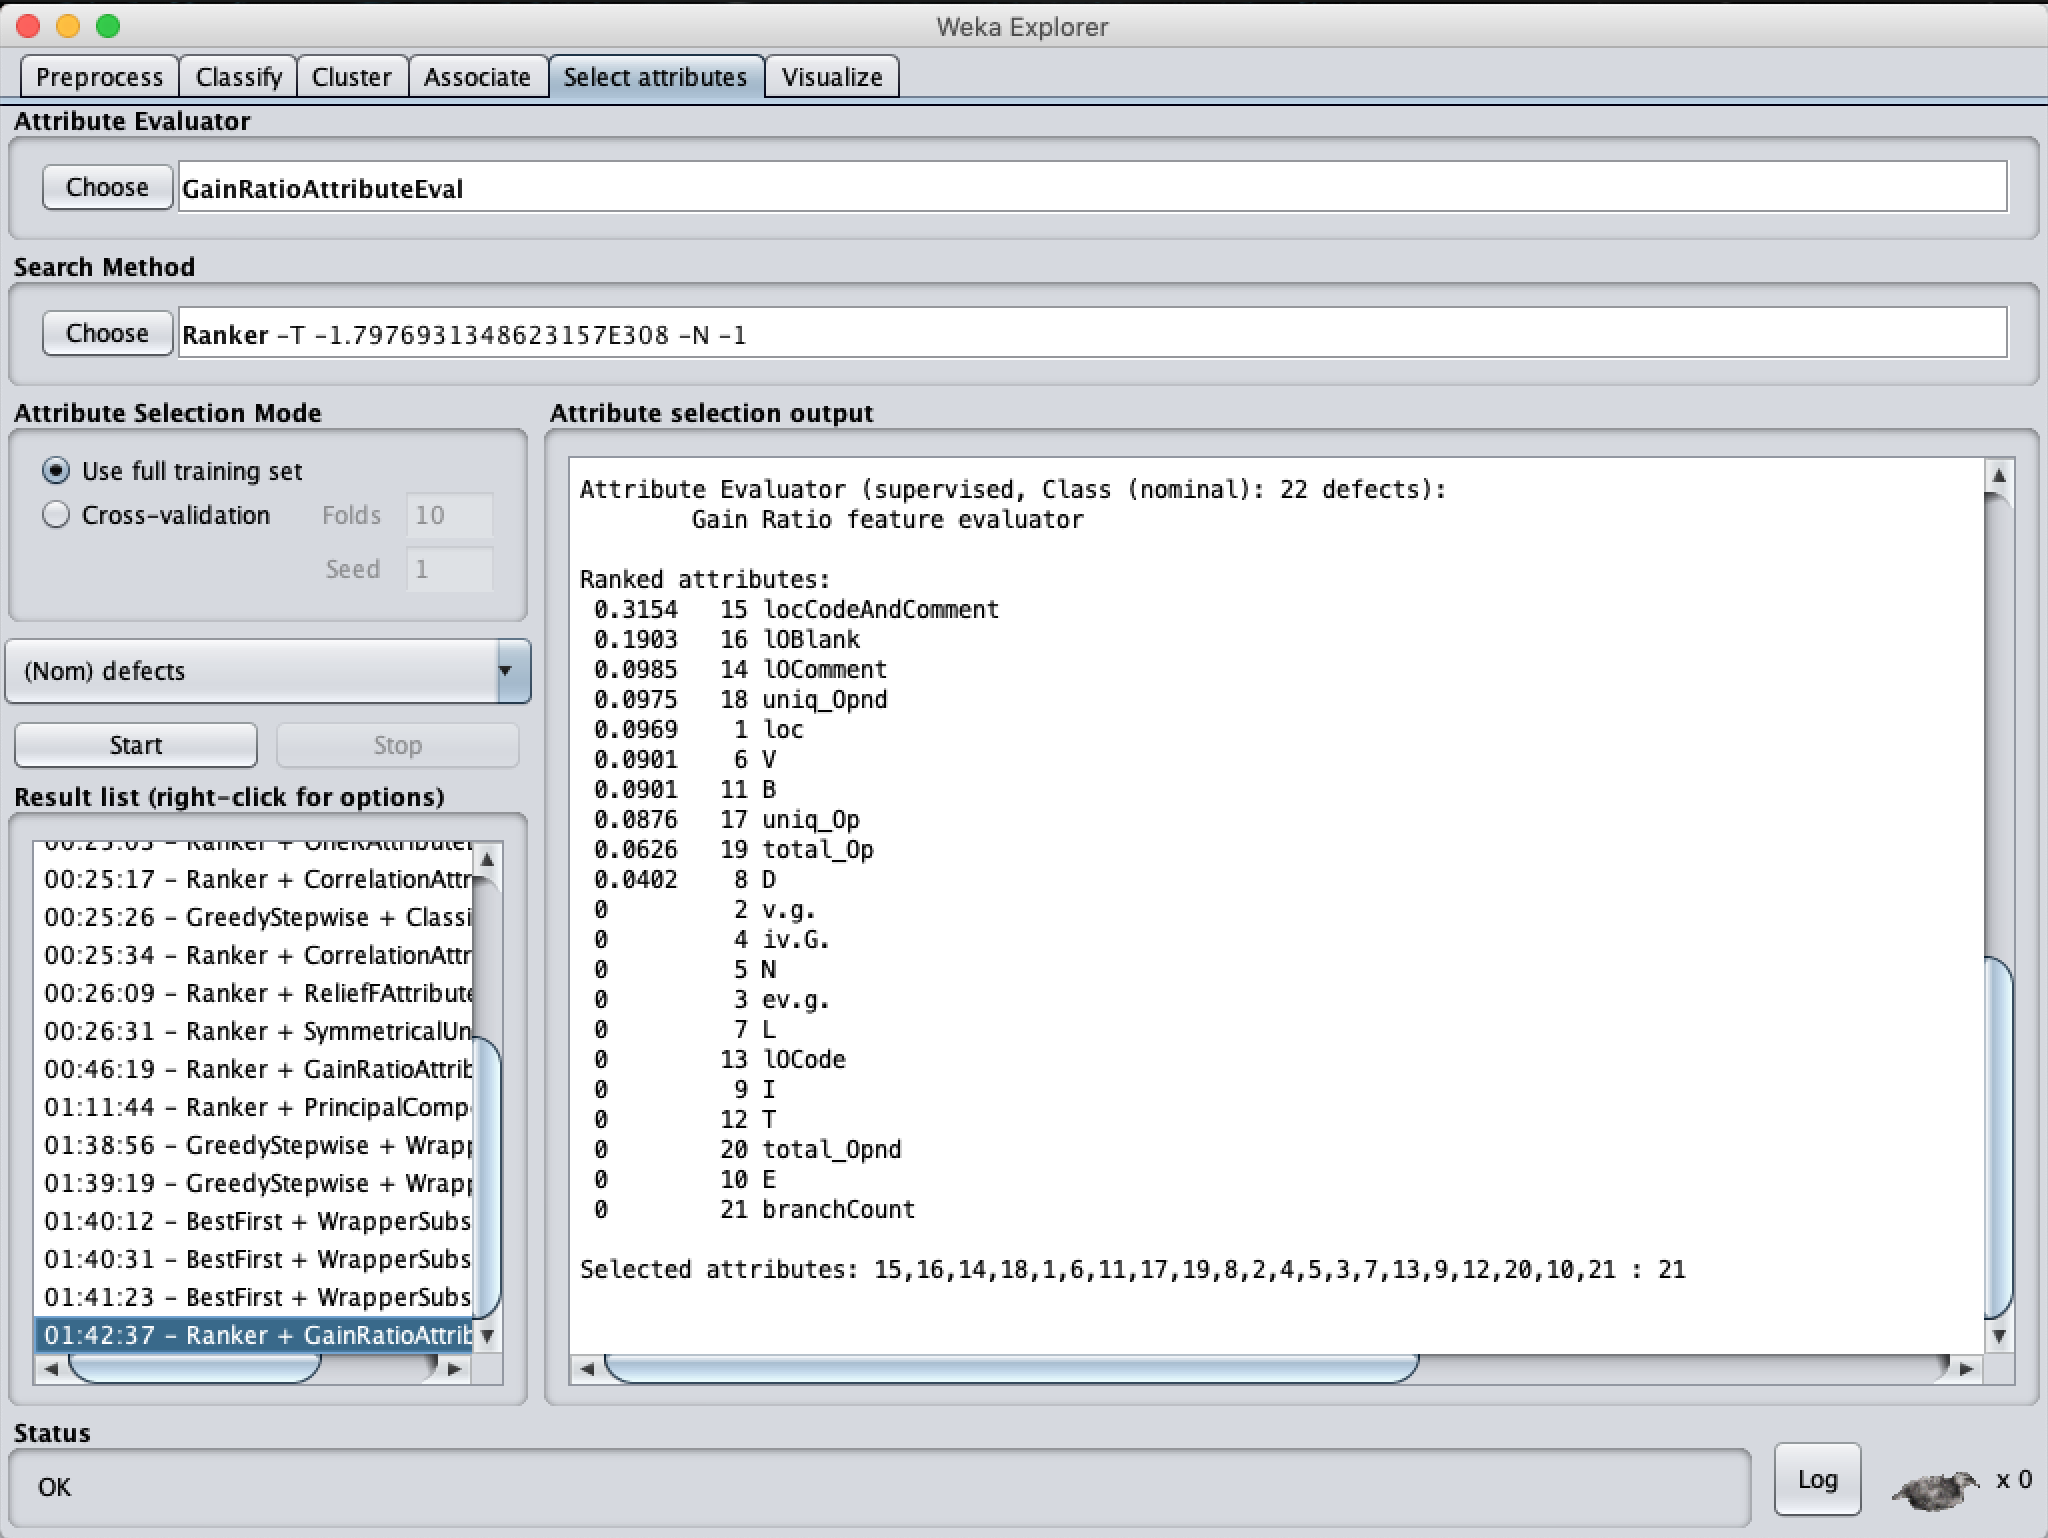 Weka Explorer
Preprocess Classify Cluster Associate Select attributes Visualize
Attribute Evaluator
Choose GainRatioAttributeEval
Search Method
Choose Ranker -T -1.7976931348623157E308 -N -1
Attribute Selection Mode
Use full training set
Cross-validation Folds 10
Seed 1
(Nom) defects
Start Stop
Result list (right-click for options)
00:25:17 - Ranker + CorrelationAttr
00:25:26 - GreedyStepwise + Classi
00:25:34 - Ranker + CorrelationAttr
00:26:09 - Ranker + ReliefFAttribute
00:26:31 - Ranker + SymmetricalUn
00:46:19 - Ranker + GainRatioAttrib
01:11:44 - Ranker + PrincipalComp
01:38:56 - GreedyStepwise + Wrapp
01:39:19 - GreedyStepwise + Wrapp
01:40:12 - BestFirst + WrapperSubs
01:40:31 - BestFirst + WrapperSubs
01:41:23 - BestFirst + WrapperSubs
01:42:37 - Ranker + GainRatioAttrib
Attribute selection output
Attribute Evaluator (supervised, Class (nominal): 22 defects):
Gain Ratio feature evaluator
Ranked attributes:
0.3154 15 locCodeAndComment
0.1903 16 lOBlank
0.0985 14 lOComment
0.0975 18 uniq_Opnd
0.0969 1 loc
0.0901 6 V
0.0901 11 B
0.0876 17 uniq_Op
0.0626 19 total_Op
0.0402 8 D
0 2 v.g.
0 4 iv.G.
0 5 N
0 3 ev.g.
0 7 L
0 13 lOCode
0 9 I
0 12 T
0 20 total_Opnd
0 10 E
0 21 branchCount
Selected attributes: 15,16,14,18,1,6,11,17,19,8,2,4,5,3,7,13,9,12,20,10,21 : 21
Status
OK
Log
x 0